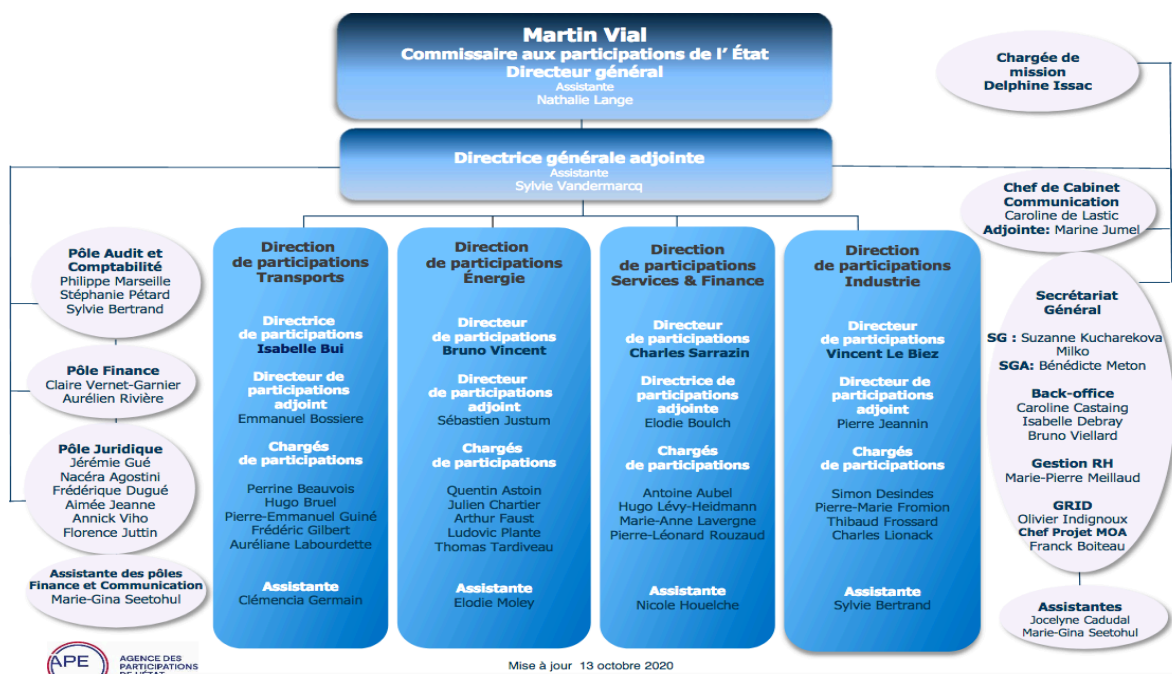 Martin Vial
Commissaire aux participations de l' État
Directeur général
Assistante
Nathalie Lange
Chargée de
mission
Delphine Issac
Directrice générale adjointe
Assistante
Sylvie Vandermarcq
Chef de Cabinet
Communication
Caroline de Lastic
Adjointe: Marine Jumel
Pôle Audit et
Comptabilité
Philippe Marseille
Stéphanie Pétard
Sylvie Bertrand
Pôle Finance
Claire Vernet-Garnier
Aurélien Rivière
Pôle Juridique
Jérémie Gué
Nacéra Agostini
Frédérique Dugué
Aimée Jeanne
Annick Viho
Florence Juttin
Assistante des pôles
Finance et Communication
Marie-Gina Seetohul
Direction
de participations
Transports
Directrice
de participations
Isabelle Bui
Directeur de
participations
adjoint
Emmanuel Bossiere
Chargés
de participations
Perrine Beauvois
Hugo Bruel
Pierre-Emmanuel Guiné
Frédéric Gilbert
Auréliane Labourdette
Assistante
Clémencia Germain
Direction
de participations
Énergie
Directeur
de participations
Bruno Vincent
Directeur
de participations
adjoint
Sébastien Justum
Chargés
de participations
Quentin Astoin
Julien Chartier
Arthur Faust
Ludovic Plante
Thomas Tardiveau
Assistante
Elodie Moley
Direction
de participations
Services & Finance
Directeur
de participations
Charles Sarrazin
Directrice de
participations
adjointe
Elodie Boulch
Chargés
de participations
Antoine Aubel
Hugo Lévy-Heidmann
Marie-Anne Lavergne
Pierre-Léonard Rouzaud
Assistante
Nicole Houelche
Direction
de participations
Industrie
Directeur
de participations
Vincent Le Biez
Directeur de
participations
adjoint
Pierre Jeannin
Chargés
de participations
Simon Desindes
Pierre-Marie Fromion
Thibaud Frossard
Charles Lionack
Assistante
Sylvie Bertrand
Secrétariat
Général
SG : Suzanne Kucharekova
Milko
SGA: Bénédicte Meton
Back-office
Caroline Castaing
Isabelle Debray
Bruno Viellard
Gestion RH
Marie-Pierre Meillaud
GRID
Olivier Indignoux
Chef Projet MOA
Franck Boiteau
Assistantes
Jocelyne Cadudal
Marie-Gina Seetohul
APE
AGENCE DES
PARTICIPATIONS
DE L'ÉTAT
Mise à jour 13 octobre 2020